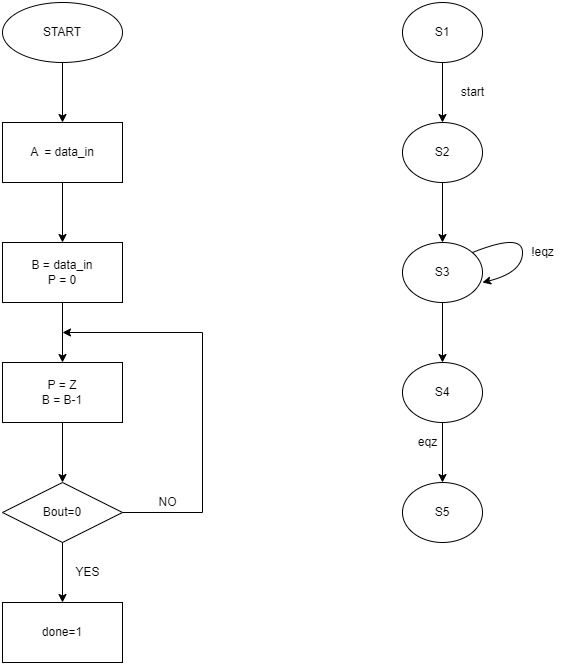 START
A = data_in
B = data_in
P = 0
P = Z
B = B-1
Bout=0
NO
YES
done=1
S1
start
S2
S3
!eqz
S4
eqz
S5